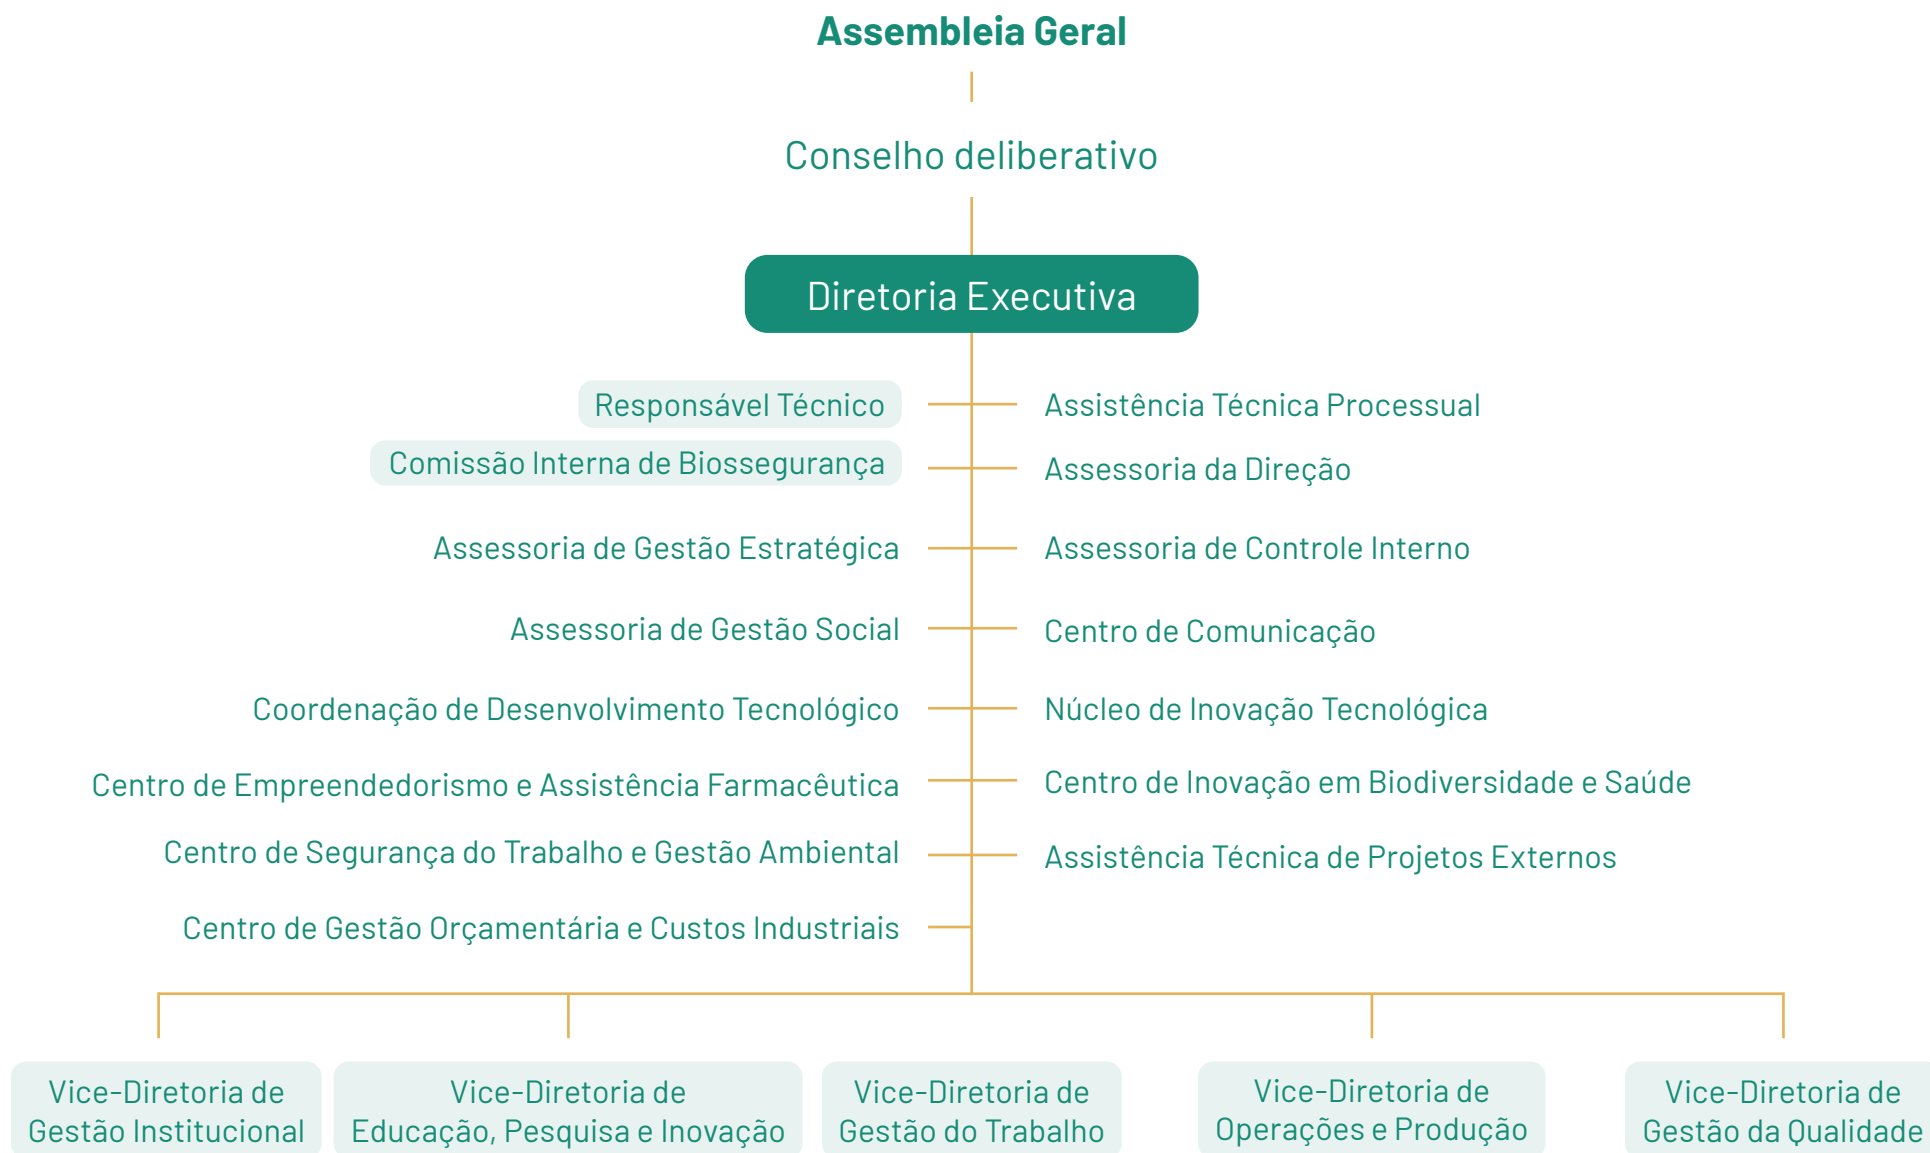 Assembleia Geral
Conselho deliberativo
Diretoria Executiva
Responsável Técnico
Assistência Técnica Processual
Comissão Interna de Biossegurança
Assessoria da Direção
Assessoria de Gestão Estratégica
Assessoria de Controle Interno
Assessoria de Gestão Social
Centro de Comunicação
Coordenação de Desenvolvimento Tecnológico
Núcleo de Inovação Tecnológica
Centro de Empreendedorismo e Assistência Farmacêutica
Centro de Inovação em Biodiversidade e Saúde
Centro de Segurança do Trabalho e Gestão Ambiental
Assistência Técnica de Projetos Externos
Centro de Gestão Orçamentária e Custos Industriais
Vice-Diretoria de
Gestão Institucional
Vice-Diretoria de
Educação, Pesquisa e Inovação
Vice-Diretoria de
Gestão do Trabalho
Vice-Diretoria de
Operações e Produção
Vice-Diretoria de
Gestão da Qualidade